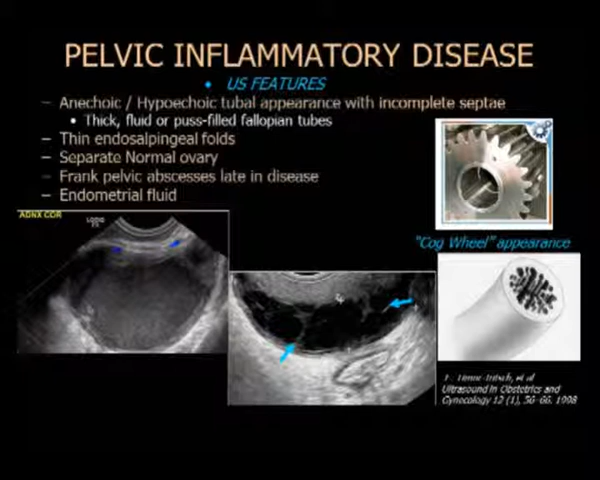 PELVIC INFLAMMATORY DISEASE
• US FEATURES
– Anechoic / Hypoechoic tubal appearance with incomplete septae
• Thick, fluid or puss-filled fallopian tubes
– Thin endosalpingeal folds
– Separate Normal ovary
– Frank pelvic abscesses late in disease
– Endometrial fluid
ADNX COR
"Cog Wheel" appearance
et al
Ultrasound in Obstetrics and
Gynecology 12 (1), 56-66. 1998